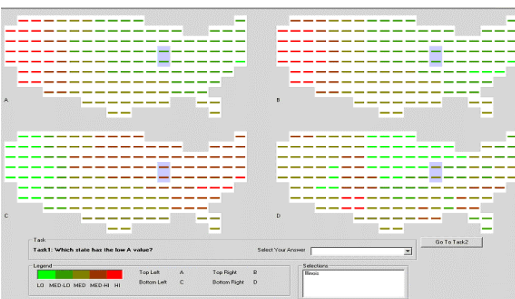 A
B
C
D
Task
Task1: Which state has the low A value?
Select Your Answer
Go To Task2
Legend
LO MED-LO MED MED-HI HI
Top Left A Top Right B
Bottom Left C Bottom Right D
Selections
Illinois